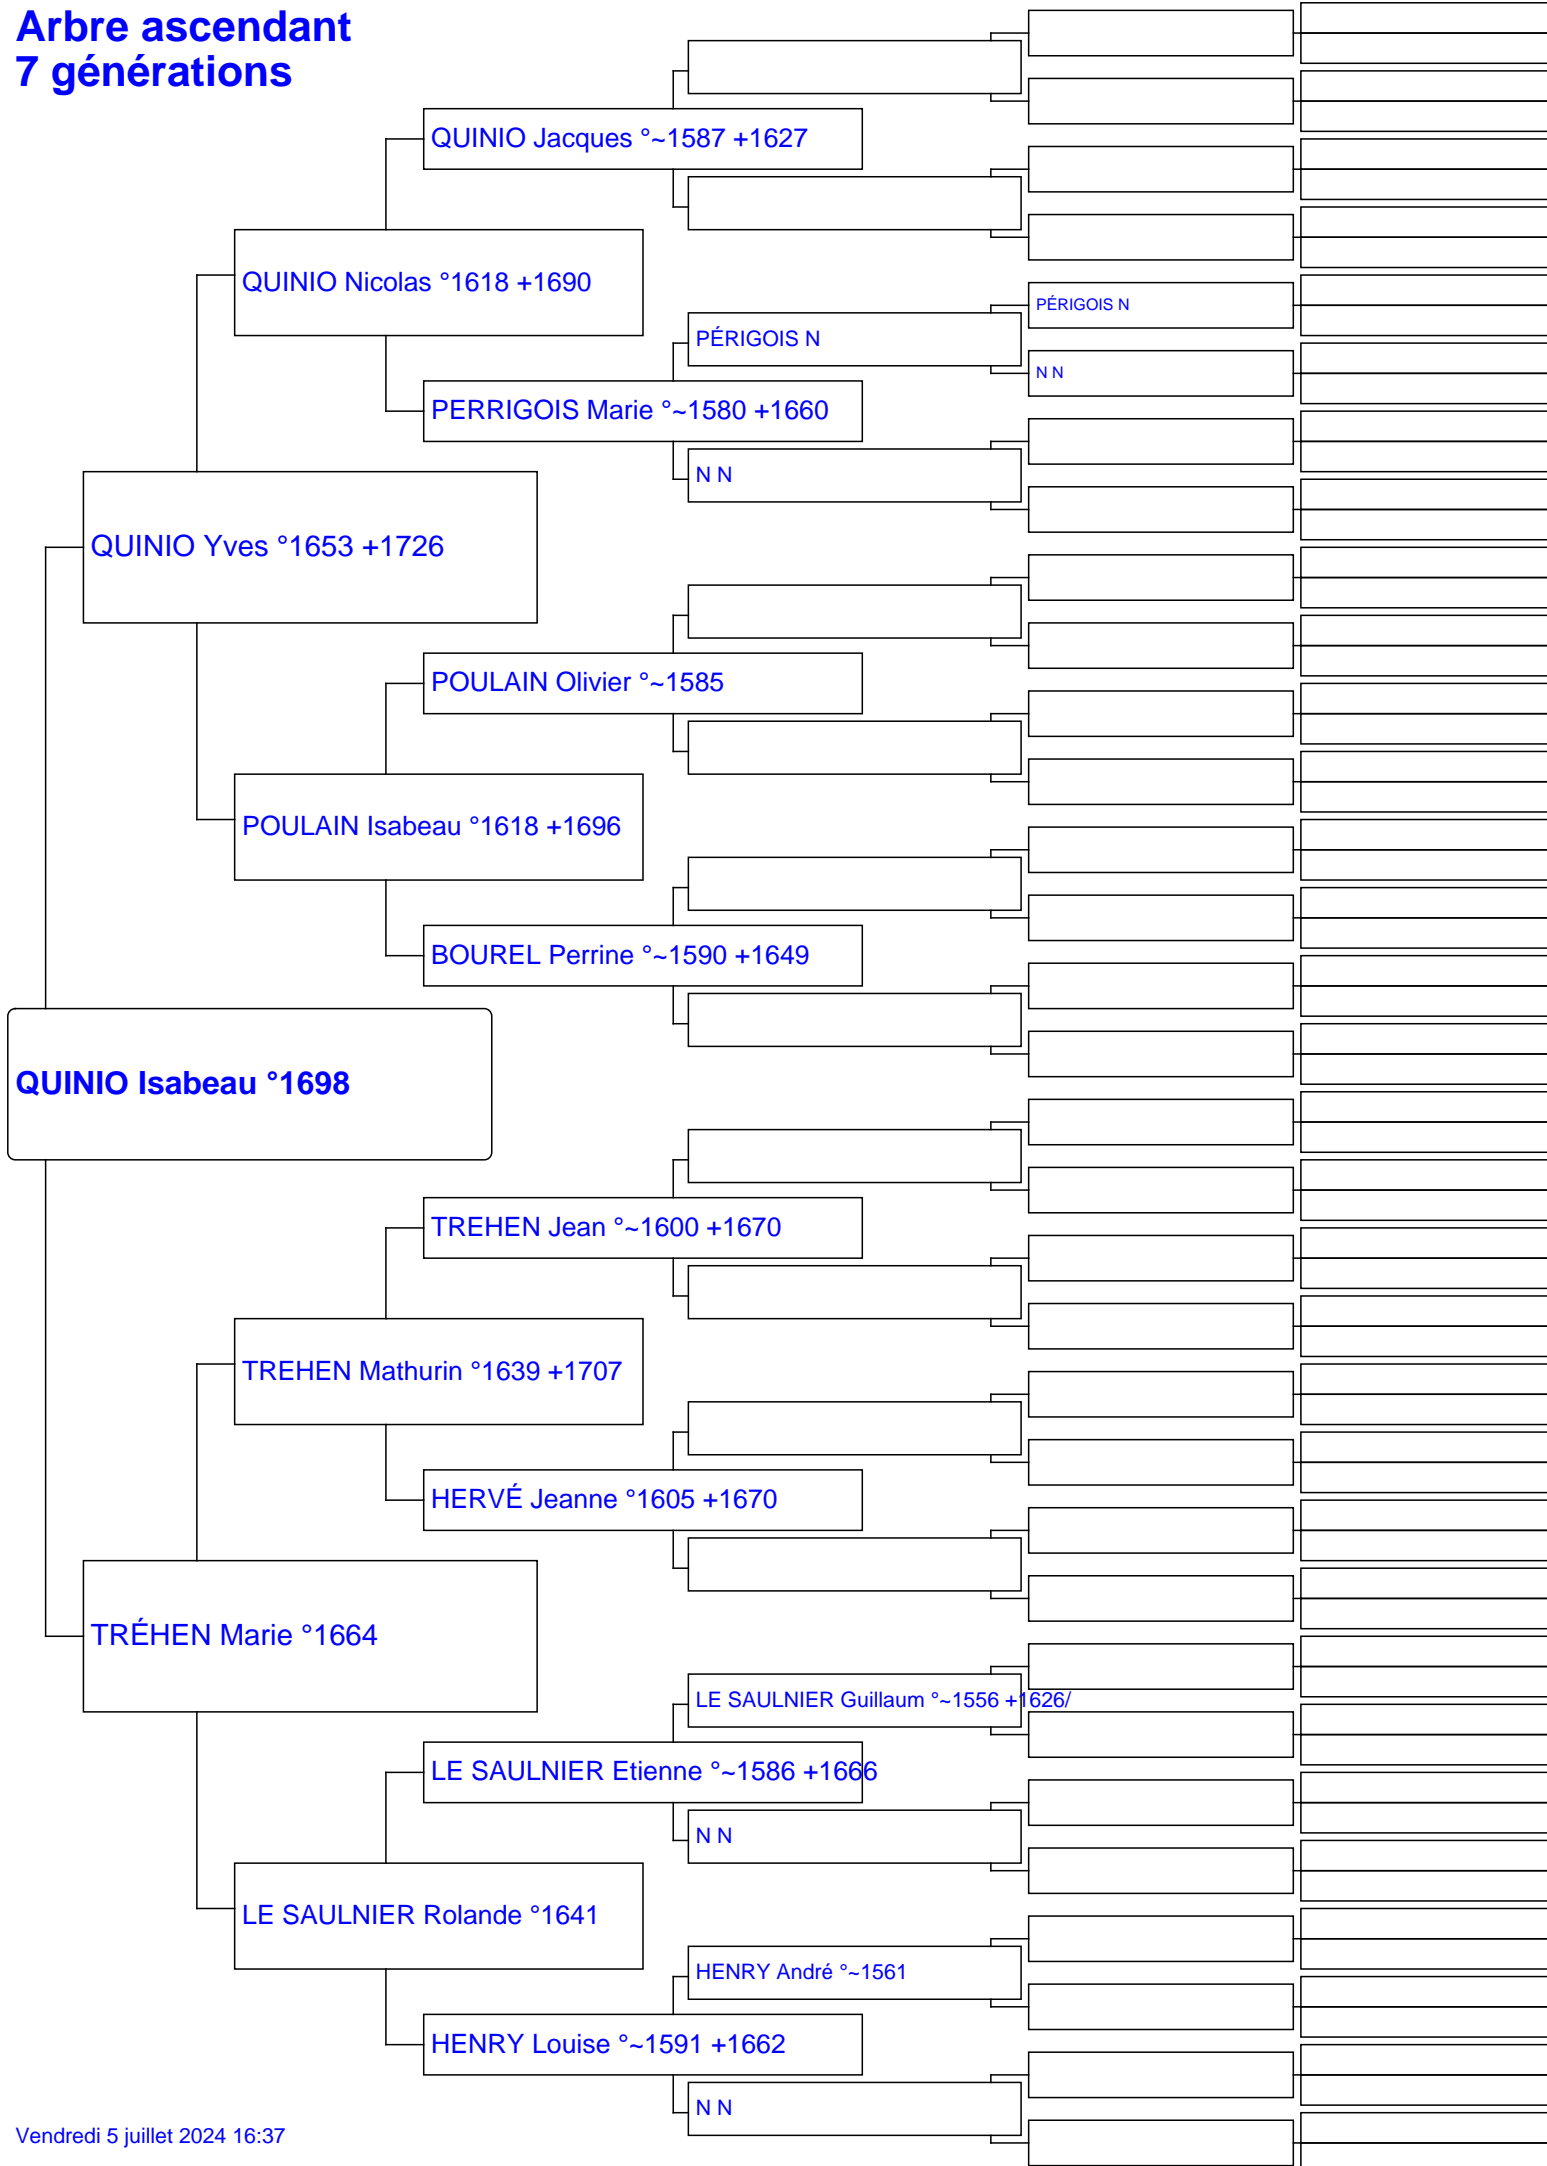 Arbre ascendant
7 générations
QUINIO Jacques °~1587 +1627
QUINIO Nicolas °1618 +1690
PÉRIGOIS N
PÉRIGOIS N
N N
PERRIGOIS Marie °~1580 +1660
N N
QUINIO Yves °1653 +1726
POULAIN Olivier °~1585
POULAIN Isabeau °1618 +1696
BOUREL Perrine °~1590 +1649
QUINIO Isabeau °1698
TREHEN Jean °~1600 +1670
TREHEN Mathurin °1639 +1707
HERVÉ Jeanne °1605 +1670
TRÉHEN Marie °1664
LE SAULNIER Guillaum °~1556 +1626/
LE SAULNIER Etienne °~1586 +1666
N N
LE SAULNIER Rolande °1641
HENRY André °~1561
HENRY Louise °~1591 +1662
N N
Vendredi 5 juillet 2024 16:37